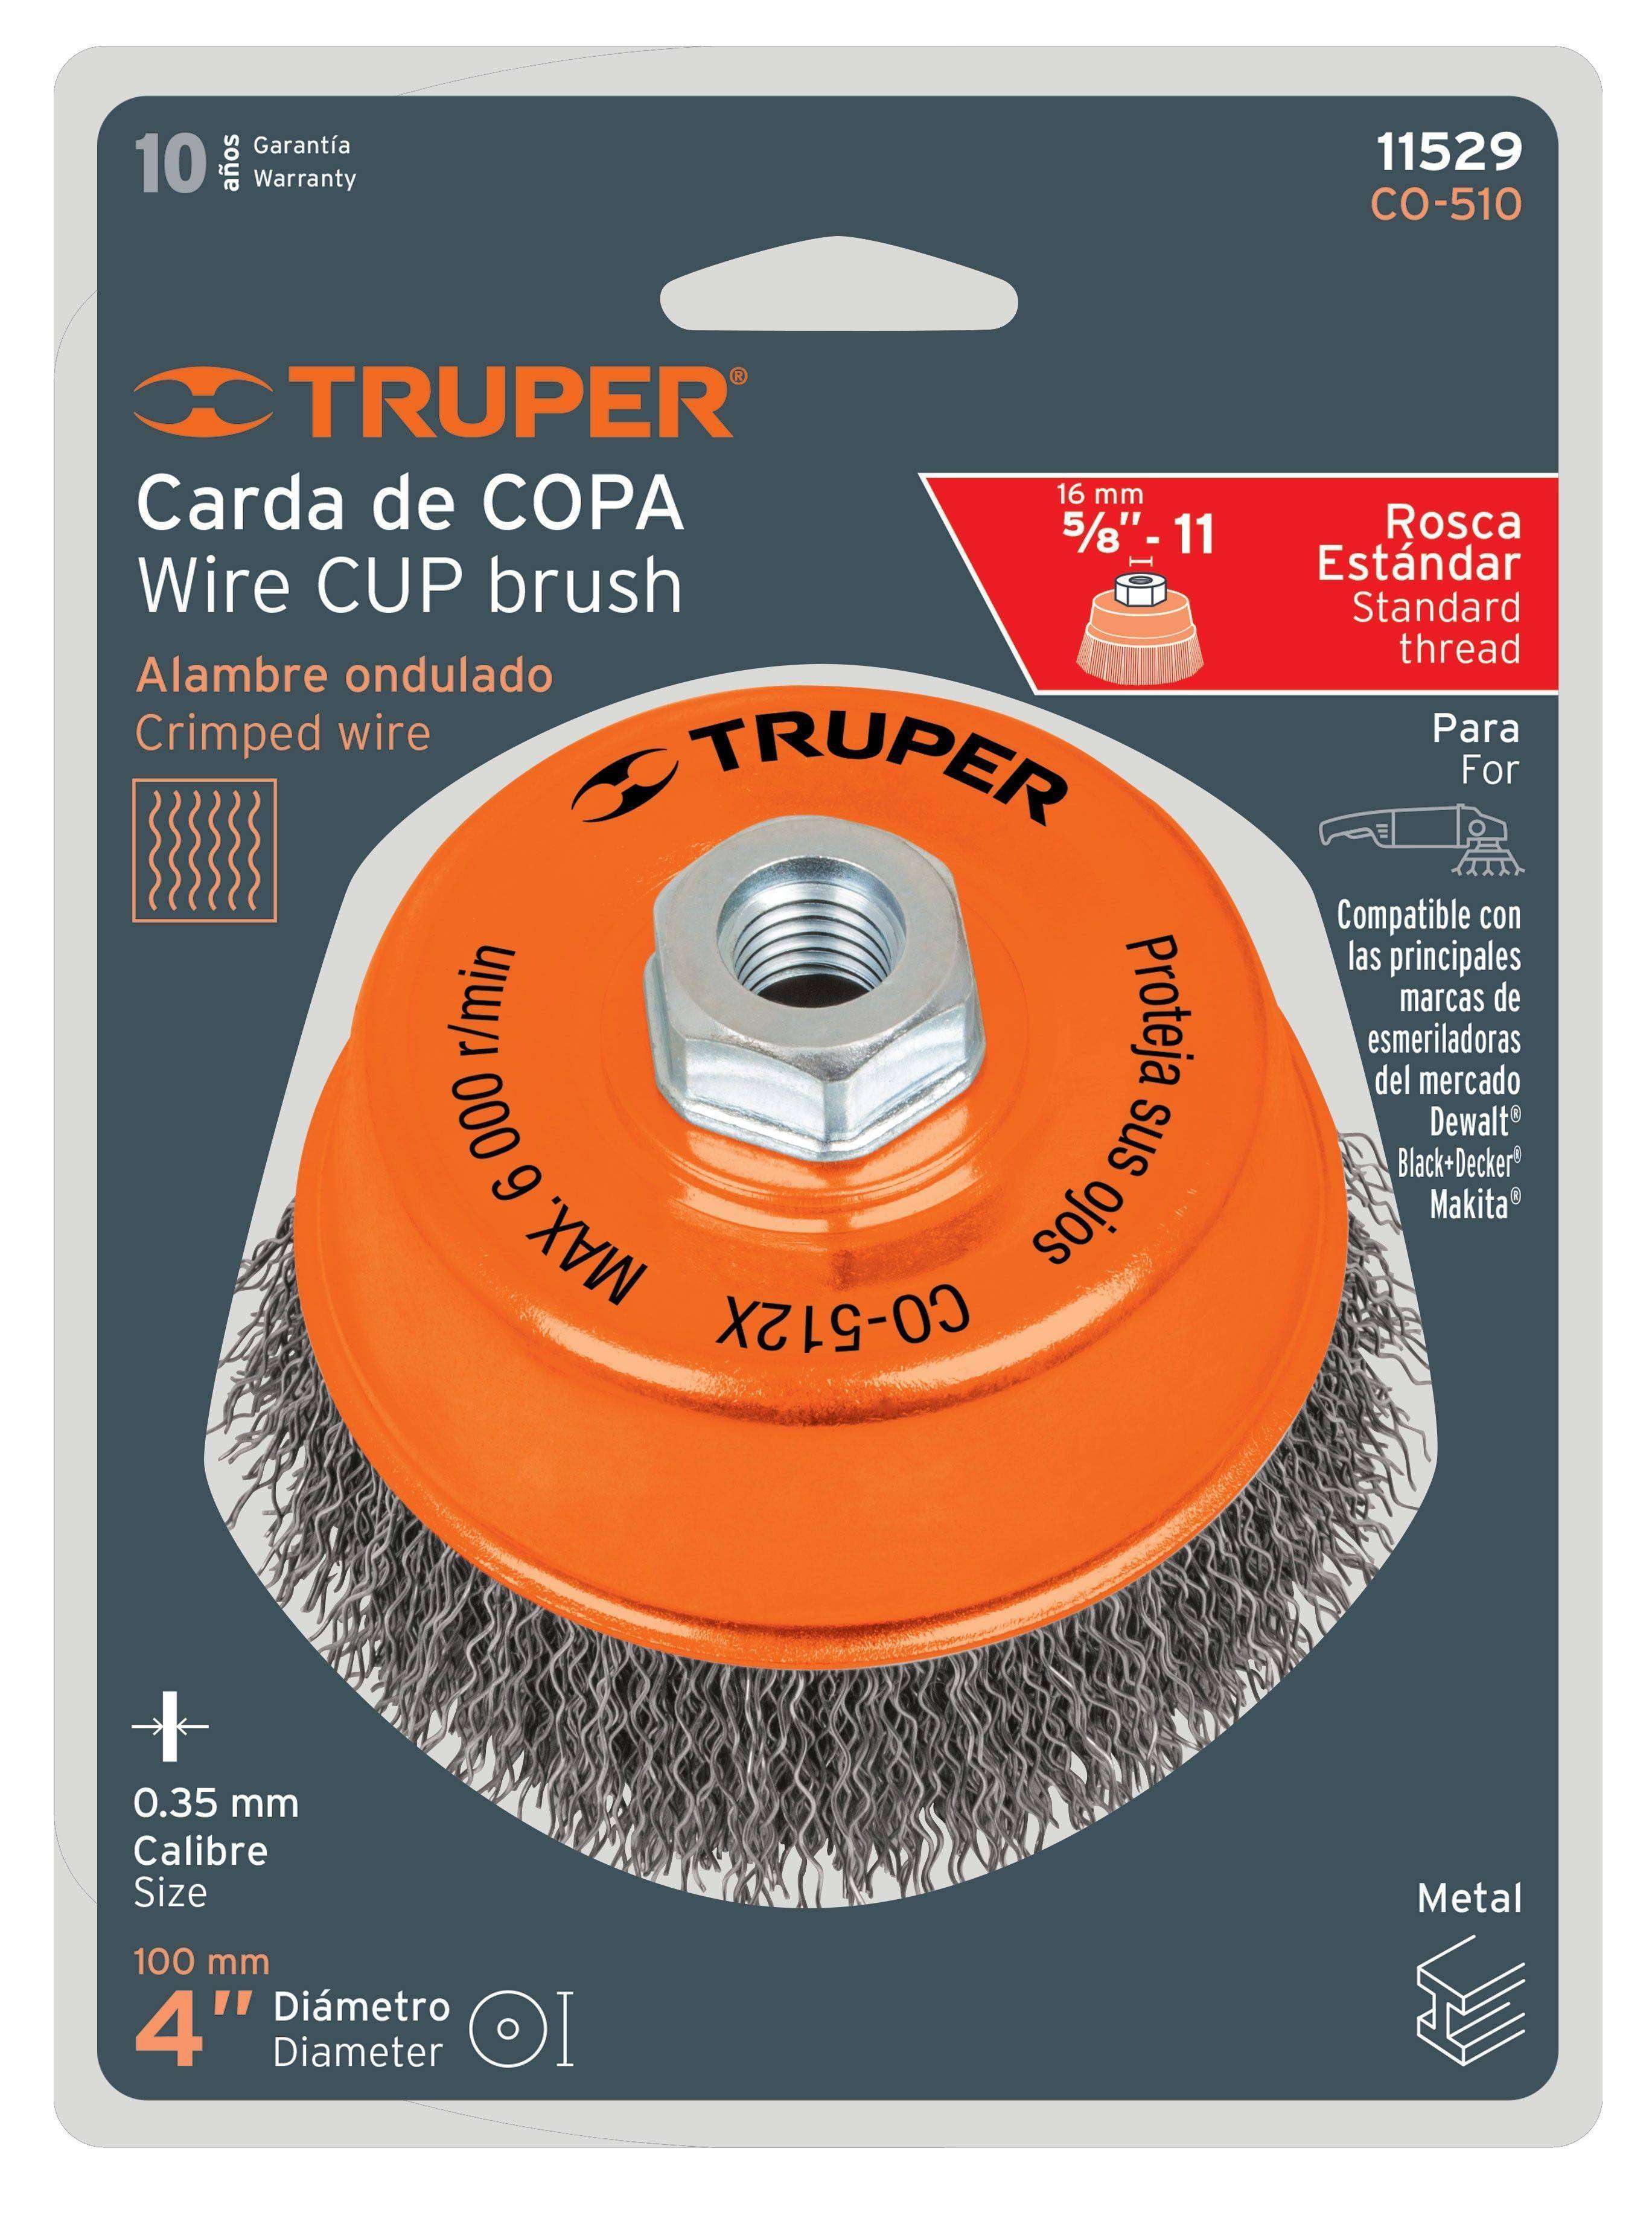 10 años Garantía
Warranty
11529
CO-510
TRUPER®
Carda de COPA
Wire CUP brush
Alambre ondulado
Crimped wire
16 mm
5/8" - 11
Rosca
Estándar
Standard
thread
Para
For
Compatible con
las principales
marcas de
esmeriladoras
del mercado
Dewalt®
Black+Decker®
Makita®
TRUPER
Proteja sus ojos
CO-512X
MAX. 6 000 r/min
0.35 mm
Calibre
Size
100 mm
4" Diámetro
Diameter
Metal